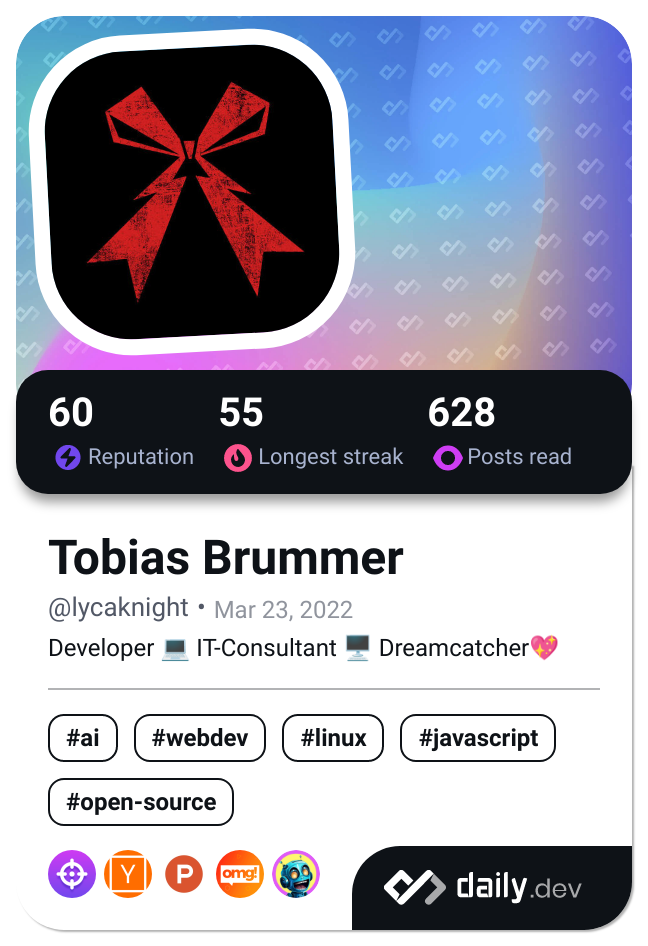 60 55 628
Reputation Longest streak Posts read
Tobias Brummer
@lycaknight • Mar 23, 2022
Developer 💻 IT-Consultant 🖥️ Dreamcatcher💖
#ai #webdev #linux #javascript
#open-source
Y P omg!
daily.dev